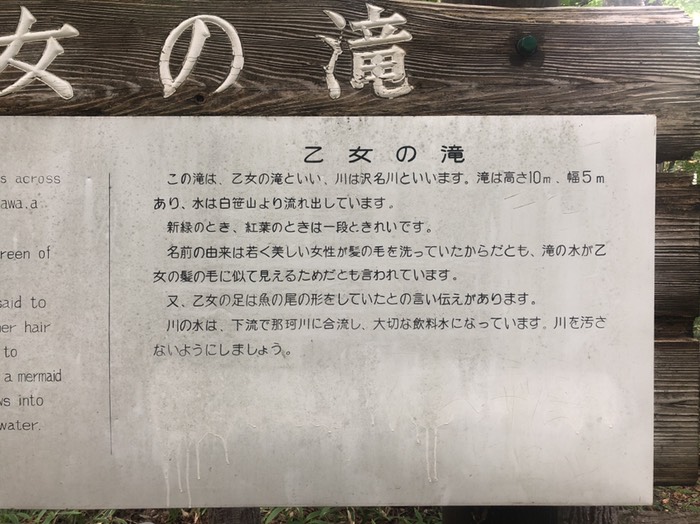 女の滝
s across
awa.a
reen of
said to
her hair
to
a mermaid
ws into
water.
乙女の滝
この滝は、乙女の滝といい、川は沢名川といいます。滝は高さ10m、幅5m
あり、水は白笹山より流れ出しています。
新緑のとき、紅葉のときは一段ときれいです。
名前の由来は若く美しい女性が髪の毛を洗っていたからだとも、滝の水が乙
女の髪の毛に似て見えるためだとも言われています。
又、乙女の足は魚の尾の形をしていたとの言い伝えがあります。
川の水は、下流で那珂川に合流し、大切な飲料水になっています。川を汚さ
ないようにしましょう。